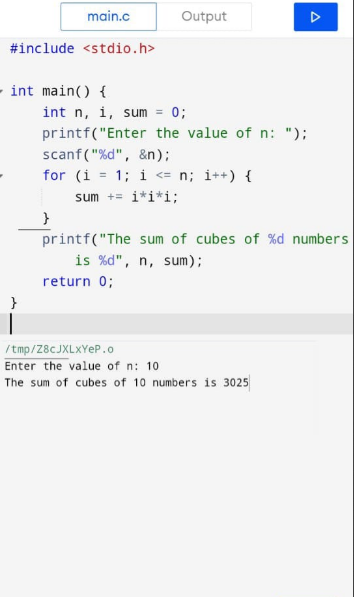 main.c Output
#include <stdio.h>
int main() {
int n, i, sum = 0;
printf("Enter the value of n: ");
scanf("%d", &n);
for (i = 1; i <= n; i++) {
sum += i*i*i;
}
printf("The sum of cubes of %d numbers
is %d", n, sum);
return 0;
}
/tmp/Z8cJXLxYeP.o
Enter the value of n: 10
The sum of cubes of 10 numbers is 3025